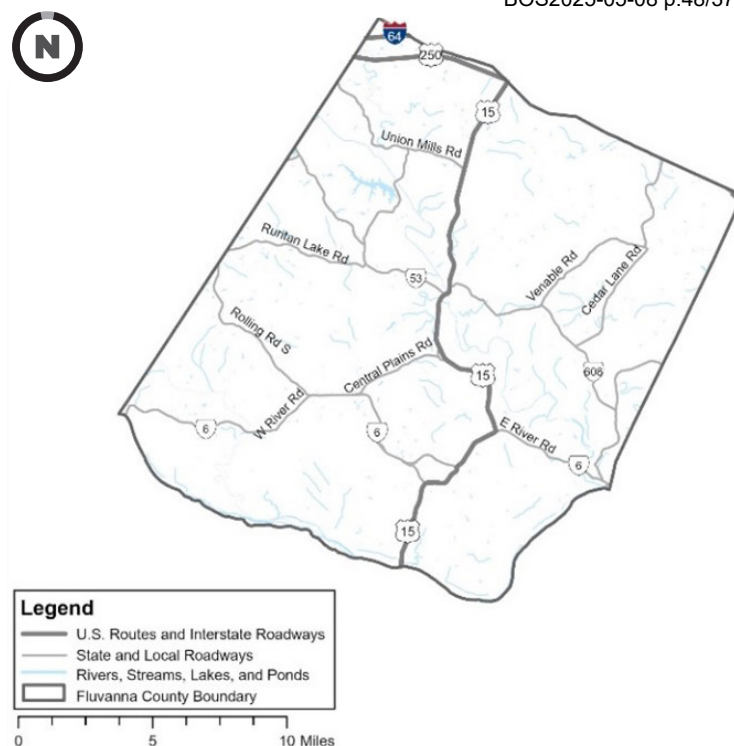 BOS2025-05-08 p.48/37
N
64
250
15
Union Mills Rd
Ruritan Lake Rd
53
Venable Rd
Cedar Lane Rd
Rolling Rd S
Central Plains Rd
15
608
W River Rd
6
6
E River Rd
6
15
Legend
U.S. Routes and Interstate Roadways
State and Local Roadways
Rivers, Streams, Lakes, and Ponds
Fluvanna County Boundary
0 5 10 Miles